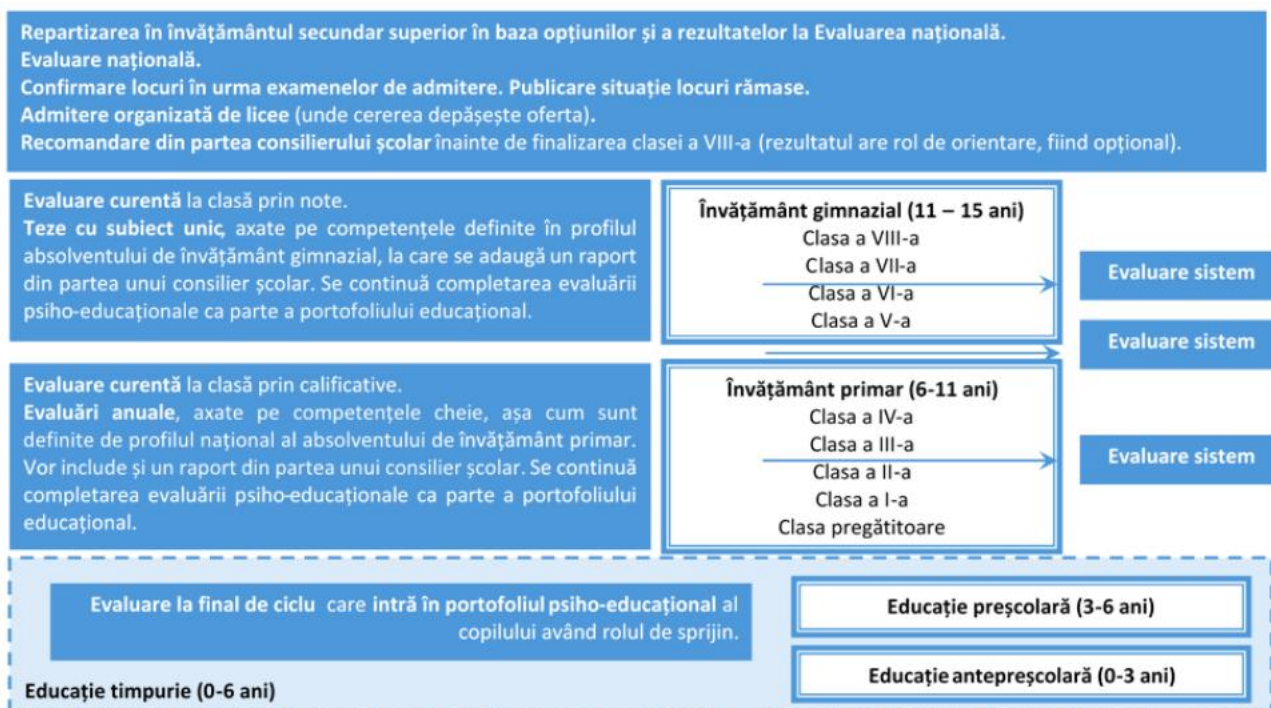 Repartizarea în învățământul secundar superior în baza opțiunilor și a rezultatelor la Evaluarea națională.
Evaluare națională.
Confirmare locuri în urma examenelor de admitere. Publicare situație locuri rămase.
Admitere organizată de licee (unde cererea depășește oferta).
Recomandare din partea consilierului școlar înainte de finalizarea clasei a VIII-a (rezultatul are rol de orientare, fiind opțional).
Evaluare curentă la clasă prin note.
Teze cu subiect unic, axate pe competențele definite în profilul
absolventului de învățământ gimnazial, la care se adaugă un raport
din partea unui consilier școlar. Se continuă completarea evaluării
psiho-educaționale ca parte a portofoliului educațional.
Învățământ gimnazial (11 – 15 ani)
Clasa a VIII-a
Clasa a VII-a
Clasa a VI-a
Clasa a V-a
Evaluare sistem
Evaluare sistem
Evaluare curentă la clasă prin calificative.
Evaluări anuale, axate pe competențele cheie, așa cum sunt
definite de profilul național al absolventului de învățământ primar.
Vor include și un raport din partea unui consilier școlar. Se continuă
completarea evaluării psiho-educaționale ca parte a portofoliului
educațional.
Învățământ primar (6-11 ani)
Clasa a IV-a
Clasa a III-a
Clasa a II-a
Clasa a I-a
Clasa pregătitoare
Evaluare sistem
Evaluare la final de ciclu care intră în portofoliul psiho-educațional al
copilului având rolul de sprijin.
Educație preșcolară (3-6 ani)
Educație antepreșcolară (0-3 ani)
Educație timpurie (0-6 ani)